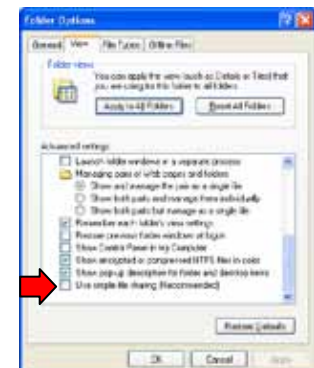 Folder Options
General View File Types Offline Files
Folder views
You can apply the view (such as Details or Tiles) that
you are using for this folder to all folders.
Apply to All Folders Reset All Folders
Advanced settings:
Launch folder windows in a separate process
Managing pairs of Web pages and folders
Show and manage the pair as a single file
Show both parts and manage them individually
Show both parts but manage as a single file
Remember each folder's view settings
Restore previous folder windows at logon
Show Control Panel in My Computer
Show encrypted or compressed NTFS files in color
Show pop-up description for folder and desktop items
Use simple file sharing (Recommended)
Restore Defaults
OK Cancel Apply